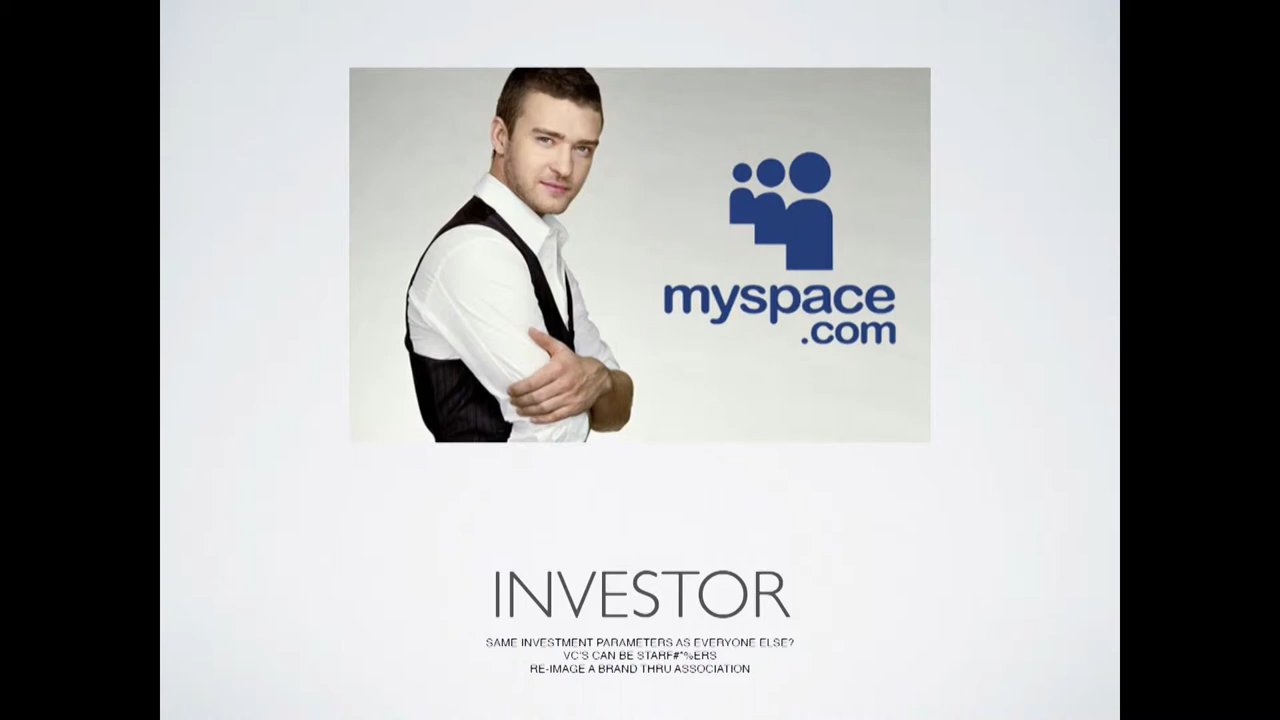 myspace
.com
INVESTOR
SAME INVESTMENT PARAMETERS AS EVERYONE ELSE?
VC'S CAN BE STARF#*%ERS
RE-IMAGE A BRAND THRU ASSOCIATION